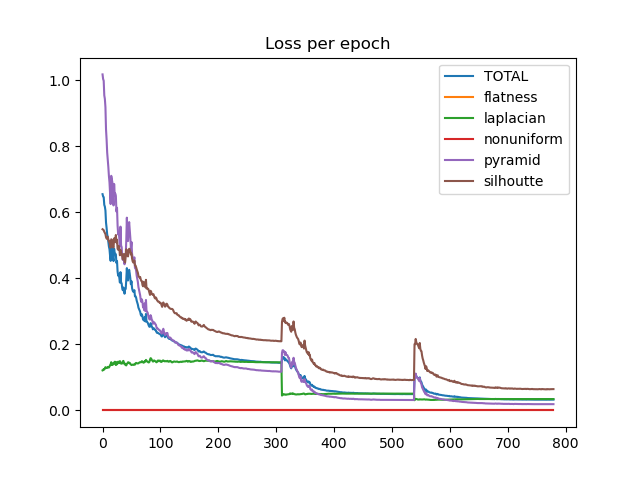 Loss per epoch
1.0
0.8
0.6
0.4
0.2
0.0
TOTAL
flatness
laplacian
nonuniform
pyramid
silhoutte
0 100 200 300 400 500 600 700 800